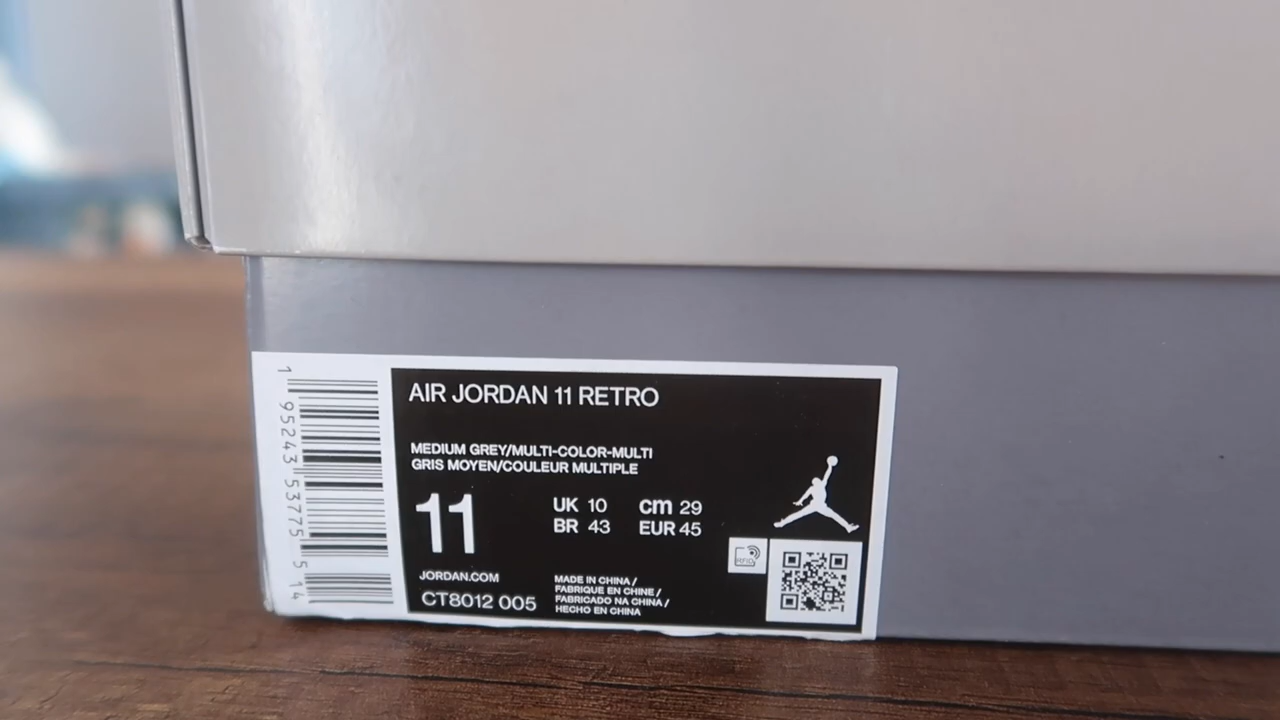 AIR JORDAN 11 RETRO
MEDIUM GREY/MULTI-COLOR-MULTI
GRIS MOYEN/COULEUR MULTIPLE
11
UK 10 cm 29
BR 43 EUR 45
JORDAN.COM
CT8012 005
MADE IN CHINA /
FABRIQUE EN CHINE /
FABRICADO NA CHINA /
HECHO EN CHINA
RFID
1 95243 53775 5 14